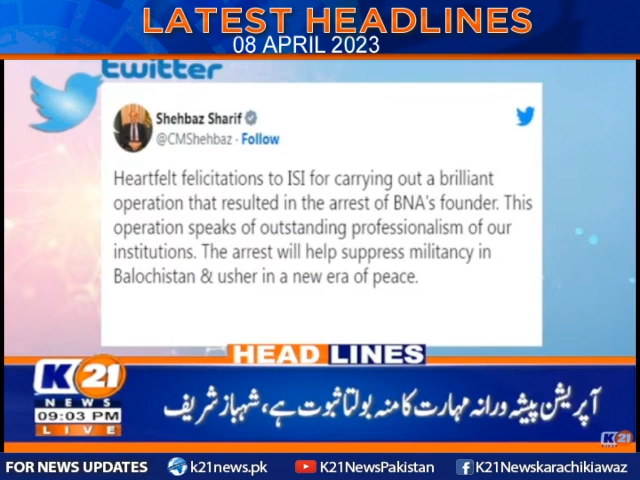 LATEST HEADLINES
08 APRIL 2023
twitter
Shehbaz Sharif
@CMShehbaz · Follow
Heartfelt felicitations to ISI for carrying out a brilliant
operation that resulted in the arrest of BNA's founder. This
operation speaks of outstanding professionalism of our
institutions. The arrest will help suppress militancy in
Balochistan & usher in a new era of peace.
HEAD LINES
K21
NEWS
09:03 PM
LIVE
آپریشن پیشہ ورانہ مہارت کا منہ بولتا ثبوت ہے، شہباز شریف
K21
FOR NEWS UPDATES k21news.pk K21NewsPakistan K21Newskarachikiawaz